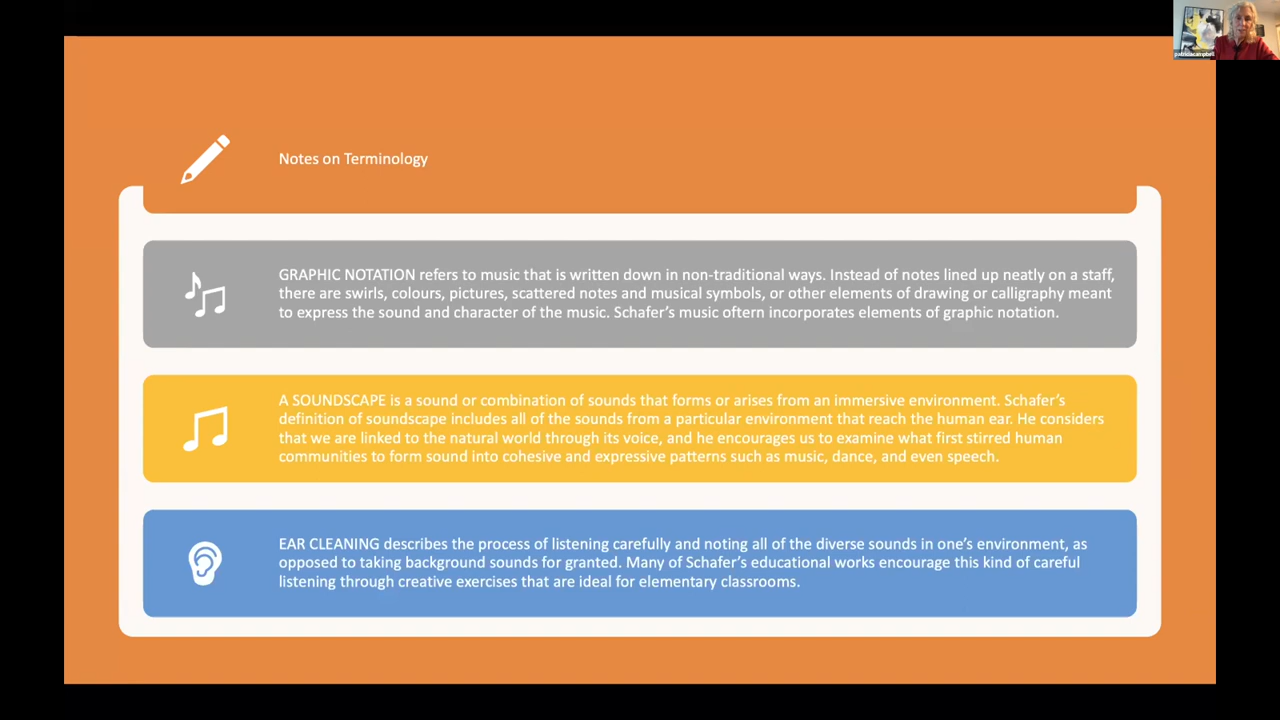 patriciacampbell
Notes on Terminology
GRAPHIC NOTATION refers to music that is written down in non-traditional ways. Instead of notes lined up neatly on a staff,
there are swirls, colours, pictures, scattered notes and musical symbols, or other elements of drawing or calligraphy meant
to express the sound and character of the music. Schafer's music oftern incorporates elements of graphic notation.
A SOUNDSCAPE is a sound or combination of sounds that forms or arises from an immersive environment. Schafer's
definition of soundscape includes all of the sounds from a particular environment that reach the human ear. He considers
that we are linked to the natural world through its voice, and he encourages us to examine what first stirred human
communities to form sound into cohesive and expressive patterns such as music, dance, and even speech.
EAR CLEANING describes the process of listening carefully and noting all of the diverse sounds in one's environment, as
opposed to taking background sounds for granted. Many of Schafer's educational works encourage this kind of careful
listening through creative exercises that are ideal for elementary classrooms.